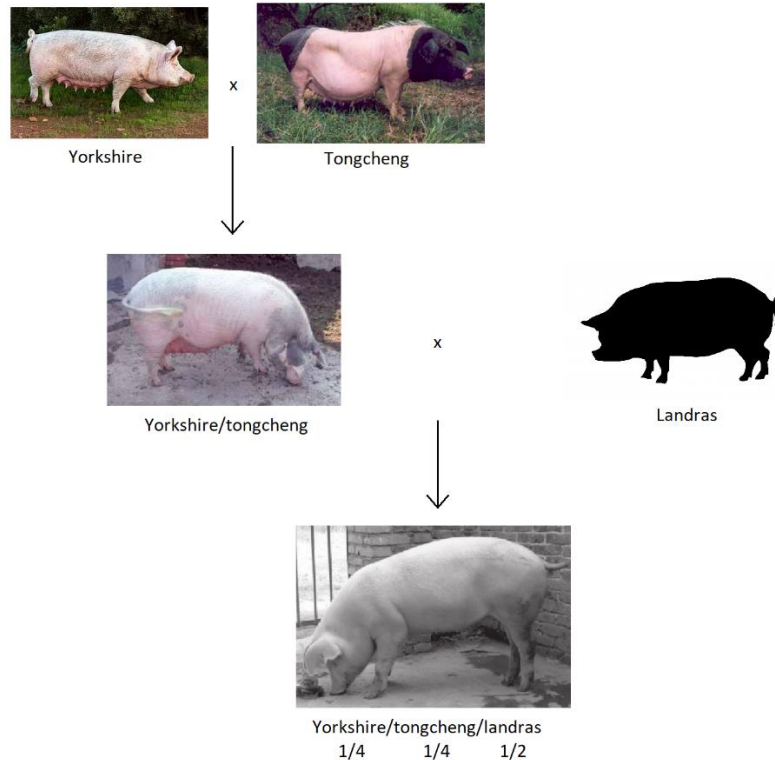 x
Yorkshire
Tongcheng
Yorkshire/tongcheng
x
Landras
Yorkshire/tongcheng/landras
1/4 1/4 1/2